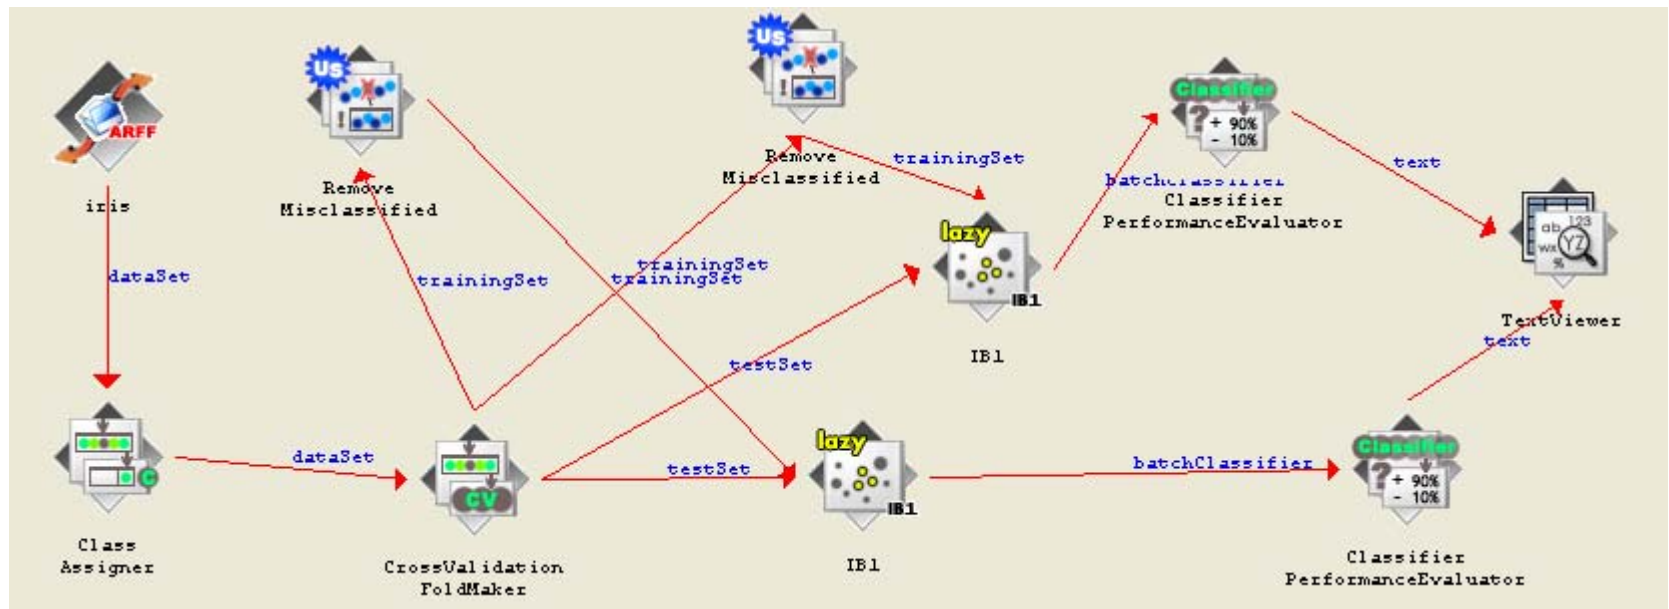 Us
Us
ARFF
iris
Remove
Misclassified
Remove
Misclassified
trainingSet
Classifier
? + 90%
- 10%
batchClassifier
Classifier
PerformanceEvaluator
text
ab 123
wx YZ
%
TextViewer
text
dataSet
trainingSet
trainingSet
trainingSet
lazy
IB1
IB1
testSet
dataSet
C
Class
Assigner
CV
CrossValidation
FoldMaker
testSet
lazy
IB1
IB1
batchClassifier
Classifier
? + 90%
- 10%
Classifier
PerformanceEvaluator